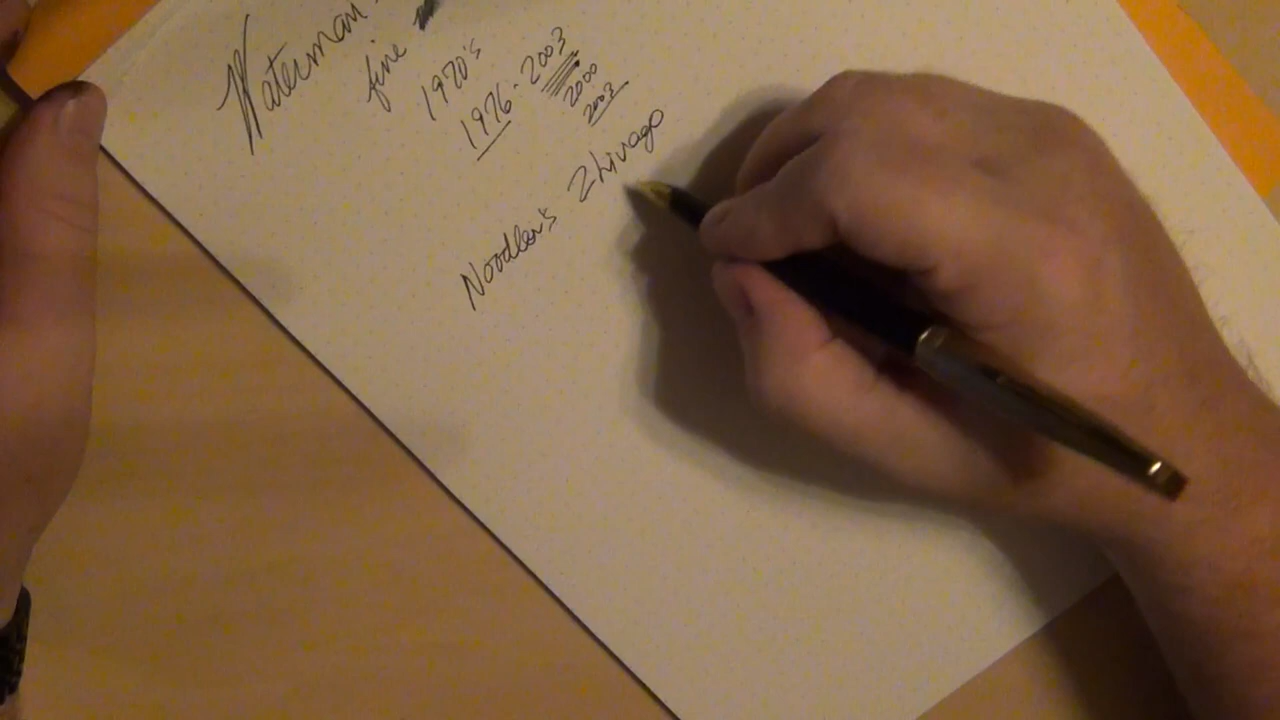 Waterman
fine
1970's
1976-2003
2000
2003
Noodler's Zhivago